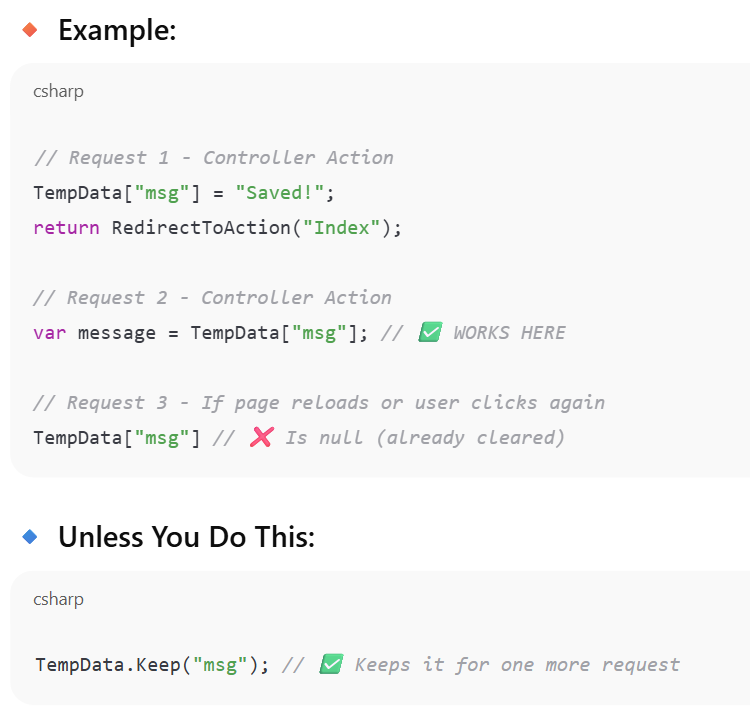 🔸 Example:
csharp
// Request 1 - Controller Action
TempData["msg"] = "Saved!";
return RedirectToAction("Index");
// Request 2 - Controller Action
var message = TempData["msg"]; // ✅ WORKS HERE
// Request 3 - If page reloads or user clicks again
TempData["msg"] // ❌ Is null (already cleared)
🔹 Unless You Do This:
csharp
TempData.Keep("msg"); // ✅ Keeps it for one more request